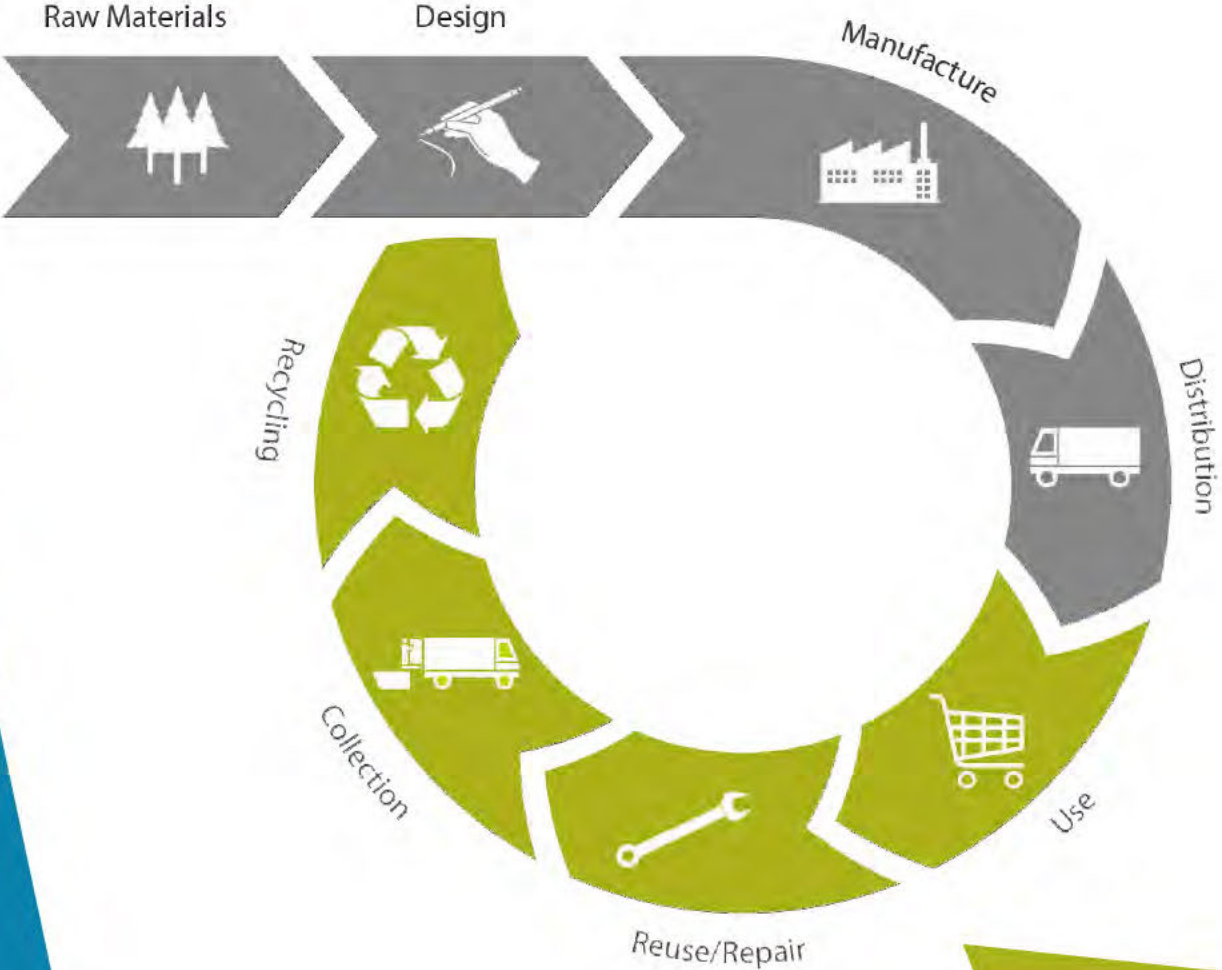 Raw Materials
Design
Manufacture
Distribution
Use
Reuse/Repair
Collection
Recycling